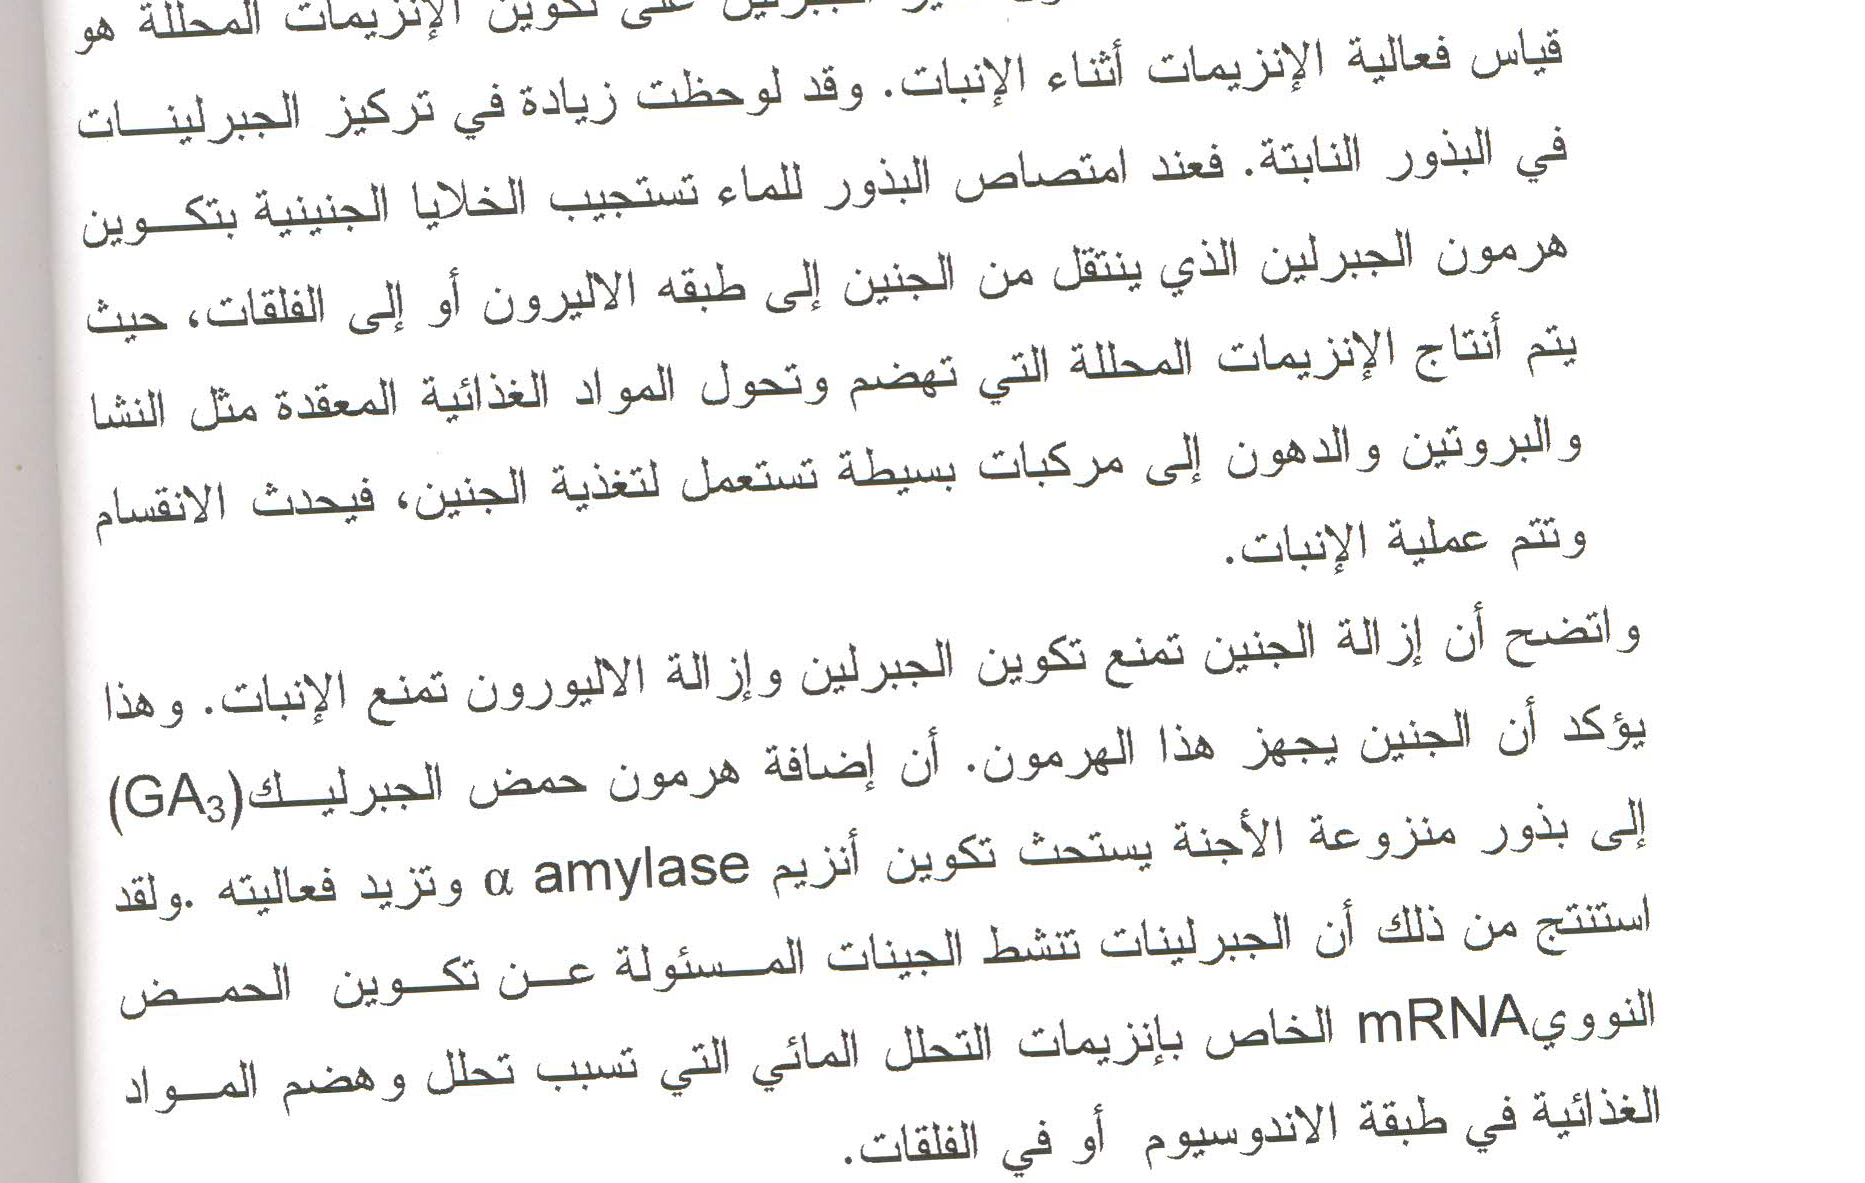 الجبرلين على تكوين الإنزيمات المحللة هو
قياس فعالية الإنزيمات أثناء الإنبات. وقد لوحظت زيادة في تركيز الجبرلينات
في البذور النابتة. فعند امتصاص البذور للماء تستجيب الخلايا الجنينية بتكوين
هرمون الجبرلين الذي ينتقل من الجنين إلى طبقه الاليرون أو إلى الفلقات، حيث
يتم أنتاج الإنزيمات المحللة التي تهضم وتحول المواد الغذائية المعقدة مثل النشا
والبروتين والدهون إلى مركبات بسيطة تستعمل لتغذية الجنين، فيحدث الانقسام
وتتم عملية الإنبات.
واتضح أن إزالة الجنين تمنع تكوين الجبرلين وإزالة الاليورون تمنع الإنبات. وهذا
يؤكد أن الجنين يجهز هذا الهرمون. أن إضافة هرمون حمض الجبرليك(GA₃)
إلى بذور منزوعة الأجنة يستحث تكوين أنزيم α amylase وتزيد فعاليته .ولقد
استنتج من ذلك أن الجبرلينات تنشط الجينات المسئولة عن تكوين الحمض
النوويmRNA الخاص بإنزيمات التحلل المائي التي تسبب تحلل وهضم المواد
الغذائية في طبقة الاندوسيوم أو في الفلقات.